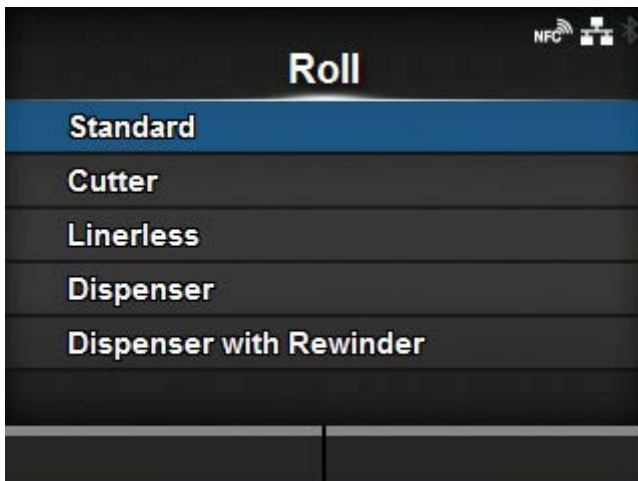 NFC
Roll
Standard
Cutter
Linerless
Dispenser
Dispenser with Rewinder